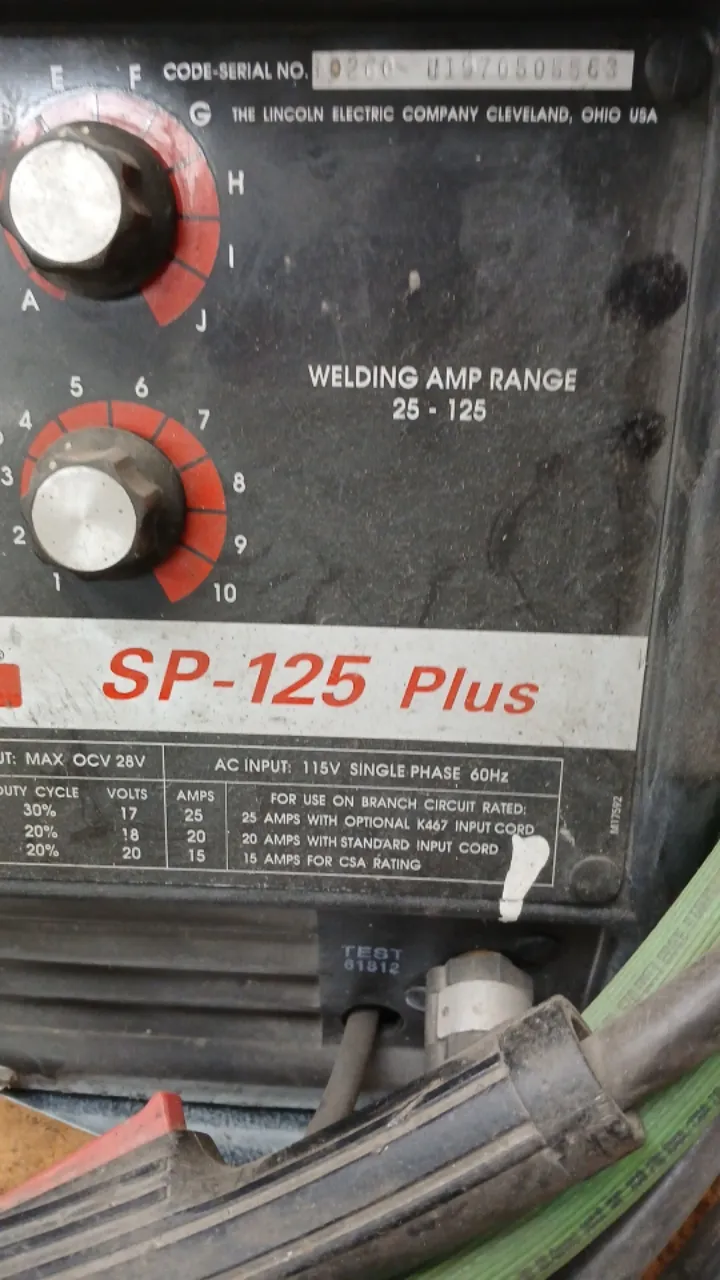 E F CODE-SERIAL NO. 10260- U1970505563
G THE LINCOLN ELECTRIC COMPANY CLEVELAND, OHIO USA
H
I
A
J
WELDING AMP RANGE
25 - 125
5 6
4 7
3 8
2 9
1 10
SP-125 Plus
MAX OCV 28V
AC INPUT: 115V SINGLE PHASE 60Hz
DUTY CYCLE VOLTS AMPS
30% 17 25
20% 18 20
20% 20 15
FOR USE ON BRANCH CIRCUIT RATED:
25 AMPS WITH OPTIONAL K467 INPUT CORD
20 AMPS WITH STANDARD INPUT CORD
15 AMPS FOR CSA RATING
M17592
TEST
61812